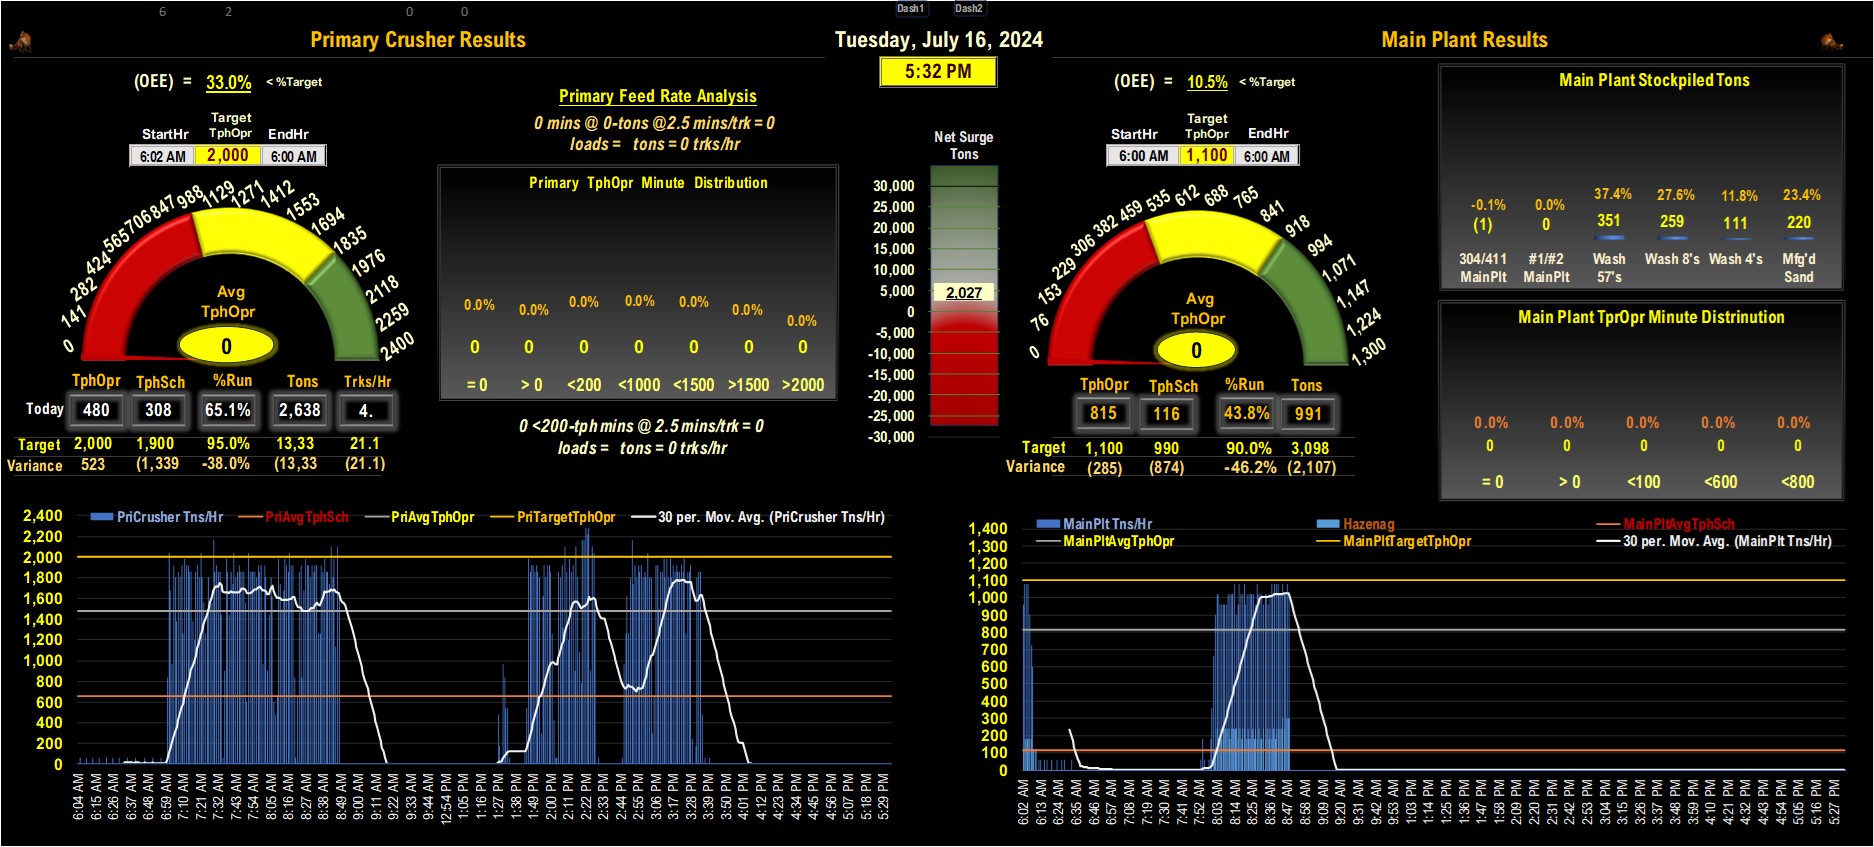 6 2 0 0 Dash1 Dash2
Primary Crusher Results
Tuesday, July 16, 2024
Main Plant Results
5:32 PM
(OEE) = 33.0% < %Target
Target
StartHr TphOpr EndHr
6:02 AM 2,000 6:00 AM
0 141 282 424 565 706 847 988 1129 1271 1412 1553 1694 1835 1976 2118 2259 2400
Avg
TphOpr
0
TphOpr TphSch %Run Tons Trks/Hr
Today 480 308 65.1% 2,638 4.
Target 2,000 1,900 95.0% 13,33 21.1
Variance 523 (1,339 -38.0% (13,33 (21.1)
Primary Feed Rate Analysis
0 mins @ 0-tons @2.5 mins/trk = 0
loads = tons = 0 trks/hr
Primary TphOpr Minute Distribution
0.0% 0.0% 0.0% 0.0% 0.0% 0.0% 0.0%
0 0 0 0 0 0 0
= 0 > 0 <200 <1000 <1500 >1500 >2000
0 <200-tph mins @ 2.5 mins/trk = 0
loads = tons = 0 trks/hr
Net Surge
Tons
30,000
25,000
20,000
15,000
10,000
5,000
2,027
0
-5,000
-10,000
-15,000
-20,000
-25,000
-30,000
(OEE) = 10.5% < %Target
Target
StartHr TphOpr EndHr
6:00 AM 1,100 6:00 AM
0 76 153 229 306 382 459 535 612 688 765 841 918 994 1,071 1,147 1,224 1,300
Avg
TphOpr
0
TphOpr TphSch %Run Tons
815 116 43.8% 991
Target 1,100 990 90.0% 3,098
Variance (285) (874) -46.2% (2,107)
Main Plant Stockpiled Tons
-0.1% 0.0% 37.4% 27.6% 11.8% 23.4%
(1) 0 351 259 111 220
304/411 #1/#2 Wash Wash 8's Wash 4's Mfg'd
MainPlt MainPlt 57's Sand
Main Plant TprOpr Minute Distrinution
0.0% 0.0% 0.0% 0.0% 0.0%
0 0 0 0 0
= 0 > 0 <100 <600 <800
PriCrusher Tns/Hr PriAvgTphSch PriAvgTphOpr PriTargetTphOpr 30 per. Mov. Avg. (PriCrusher Tns/Hr)
2,400
2,200
2,000
1,800
1,600
1,400
1,200
1,000
800
600
400
200
0
6:04 AM 6:15 AM 6:26 AM 6:37 AM 6:48 AM 6:59 AM 7:10 AM 7:21 AM 7:32 AM 7:43 AM 7:54 AM 8:05 AM 8:16 AM 8:27 AM 8:38 AM 8:49 AM 9:00 AM 9:11 AM 9:22 AM 9:33 AM 9:44 AM 12:54 PM 1:05 PM 1:16 PM 1:27 PM 1:38 PM 1:49 PM 2:00 PM 2:11 PM 2:22 PM 2:33 PM 2:44 PM 2:55 PM 3:06 PM 3:17 PM 3:28 PM 3:39 PM 3:50 PM 4:01 PM 4:12 PM 4:23 PM 4:34 PM 4:45 PM 4:56 PM 5:07 PM 5:18 PM 5:29 PM
MainPlt Tns/Hr Hazenag MainPltAvgTphSch
MainPltAvgTphOpr MainPltTargetTphOpr 30 per. Mov. Avg. (MainPlt Tns/Hr)
1,400
1,300
1,200
1,100
1,000
900
800
700
600
500
400
300
200
100
0
6:02 AM 6:13 AM 6:24 AM 6:35 AM 6:46 AM 6:57 AM 7:08 AM 7:19 AM 7:30 AM 7:41 AM 7:52 AM 8:03 AM 8:14 AM 8:25 AM 8:36 AM 8:47 AM 8:58 AM 9:09 AM 9:20 AM 9:31 AM 9:42 AM 9:53 AM 1:03 PM 1:14 PM 1:25 PM 1:36 PM 1:47 PM 1:58 PM 2:09 PM 2:20 PM 2:31 PM 2:42 PM 2:53 PM 3:04 PM 3:15 PM 3:26 PM 3:37 PM 3:48 PM 3:59 PM 4:10 PM 4:21 PM 4:32 PM 4:43 PM 4:54 PM 5:05 PM 5:16 PM 5:27 PM